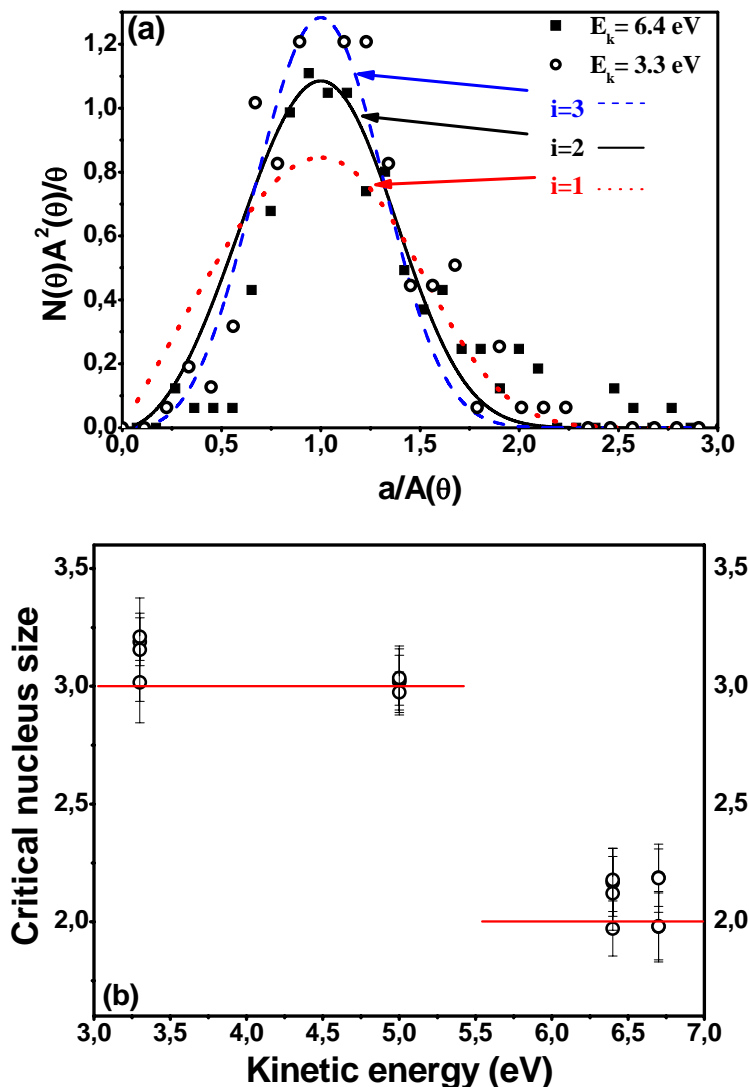 (a)
E_k= 6.4 eV
E_k= 3.3 eV
i=3
i=2
i=1
N(θ)A²(θ)/θ
1,2
1,0
0,8
0,6
0,4
0,2
0,0
0,0 0,5 1,0 1,5 2,0 2,5 3,0
a/A(θ)
Critical nucleus size
3,5 3,5
3,0 3,0
2,5 2,5
2,0 2,0
(b)
3,0 3,5 4,0 4,5 5,0 5,5 6,0 6,5 7,0
Kinetic energy (eV)